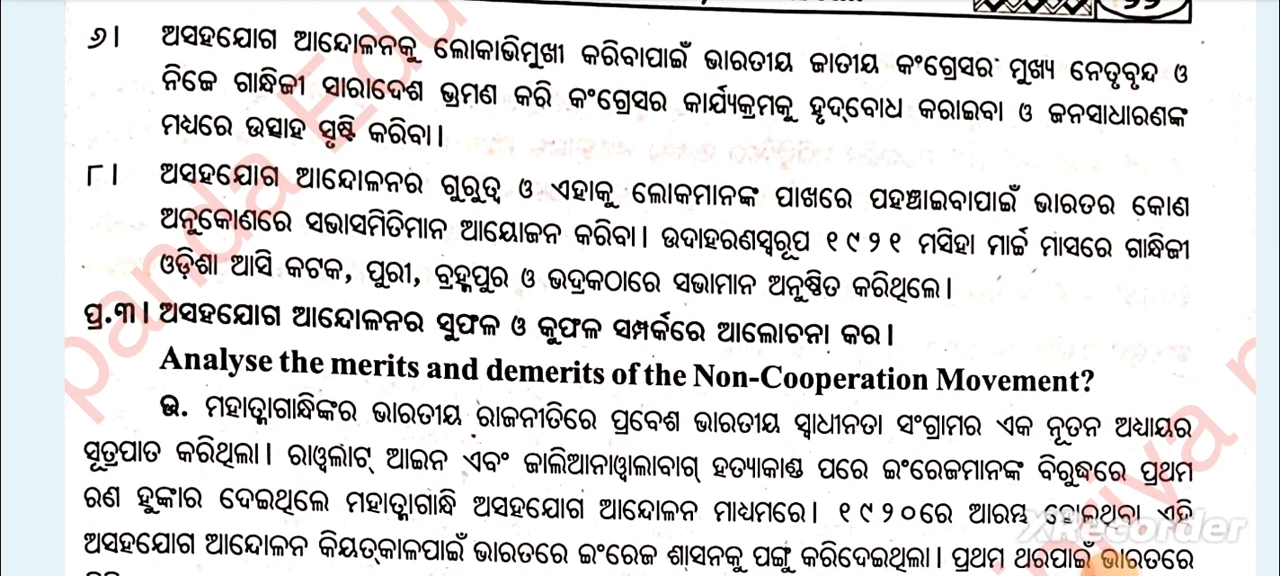 ୬। ଅସହଯୋଗ ଆନ୍ଦୋଳନକୁ ଲୋକାଭିମୁଖୀ କରିବାପାଇଁ ଭାରତୀୟ ଜାତୀୟ କଂଗ୍ରେସର ମୁଖ୍ୟ ନେତୃବୃନ୍ଦ ଓ
ନିଜେ ଗାନ୍ଧିଜୀ ସାରାଦେଶ ଭ୍ରମଣ କରି କଂଗ୍ରେସର କାର୍ଯ୍ୟକ୍ରମକୁ ହୃଦ୍‌ବୋଧ କରାଇବା ଓ ଜନସାଧାରଣଙ୍କ
ମଧ୍ୟରେ ଉତ୍ସାହ ସୃଷ୍ଟି କରିବା।
୮। ଅସହଯୋଗ ଆନ୍ଦୋଳନର ଗୁରୁତ୍ୱ ଓ ଏହାକୁ ଲୋକମାନଙ୍କ ପାଖରେ ପହଞ୍ଚାଇବାପାଇଁ ଭାରତର କୋଣ
ଅନୁକୋଣରେ ସଭାସମିତିମାନ ଆୟୋଜନ କରିବା। ଉଦାହରଣସ୍ୱରୂପ ୧୯୨୧ ମସିହା ମାର୍ଚ୍ଚ ମାସରେ ଗାନ୍ଧିଜୀ
ଓଡ଼ିଶା ଆସି କଟକ, ପୁରୀ, ବ୍ରହ୍ମପୁର ଓ ଭଦ୍ରକଠାରେ ସଭାମାନ ଅନୁଷ୍ଠିତ କରିଥିଲେ।
ପ୍ର.୩। ଅସହଯୋଗ ଆନ୍ଦୋଳନର ସୁଫଳ ଓ କୁଫଳ ସମ୍ପର୍କରେ ଆଲୋଚନା କର।
Analyse the merits and demerits of the Non-Cooperation Movement?
ଉ. ମହାତ୍ମାଗାନ୍ଧିଙ୍କର ଭାରତୀୟ ରାଜନୀତିରେ ପ୍ରବେଶ ଭାରତୀୟ ସ୍ୱାଧୀନତା ସଂଗ୍ରାମର ଏକ ନୂତନ ଅଧ୍ୟାୟର
ସୂତ୍ରପାତ କରିଥିଲା। ରାଓ୍ୱଲାଟ୍ ଆଇନ ଏବଂ ଜାଲିଆନାଓ୍ୱାଲାବାଗ୍ ହତ୍ୟାକାଣ୍ଡ ପରେ ଇଂରେଜମାନଙ୍କ ବିରୁଦ୍ଧରେ ପ୍ରଥମ
ରଣ ହୁଙ୍କାର ଦେଇଥିଲେ ମହାତ୍ମାଗାନ୍ଧି ଅସହଯୋଗ ଆନ୍ଦୋଳନ ମାଧ୍ୟମରେ। ୧୯୨୦ରେ ଆରମ୍ଭ ହୋଇଥିବା ଏହି
ଅସହଯୋଗ ଆନ୍ଦୋଳନ କିୟତ୍‌କାଳପାଇଁ ଭାରତରେ ଇଂରେଜ ଶାସନକୁ ପଙ୍ଗୁ କରିଦେଇଥିଲା। ପ୍ରଥମ ଥରପାଇଁ ଭାରତରେ
XRecorder